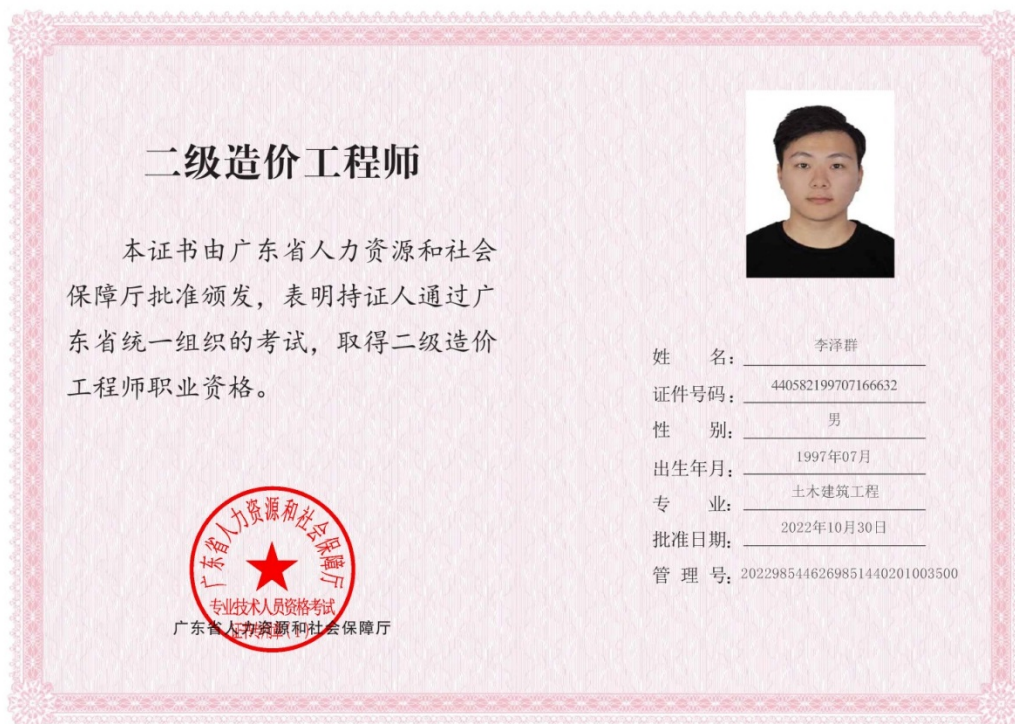 二级造价工程师
本证书由广东省人力资源和社会
保障厅批准颁发，表明持证人通过广
东省统一组织的考试，取得二级造价
工程师职业资格。
姓 名：李泽群
证件号码：440582199707166632
性 别：男
出生年月：1997年07月
专 业：土木建筑工程
批准日期：2022年10月30日
管 理 号：20229854462698514402010035​00
广东省人力资源和社会保障厅
专业技术人员资格考试
广东省人力资源和社会保障厅